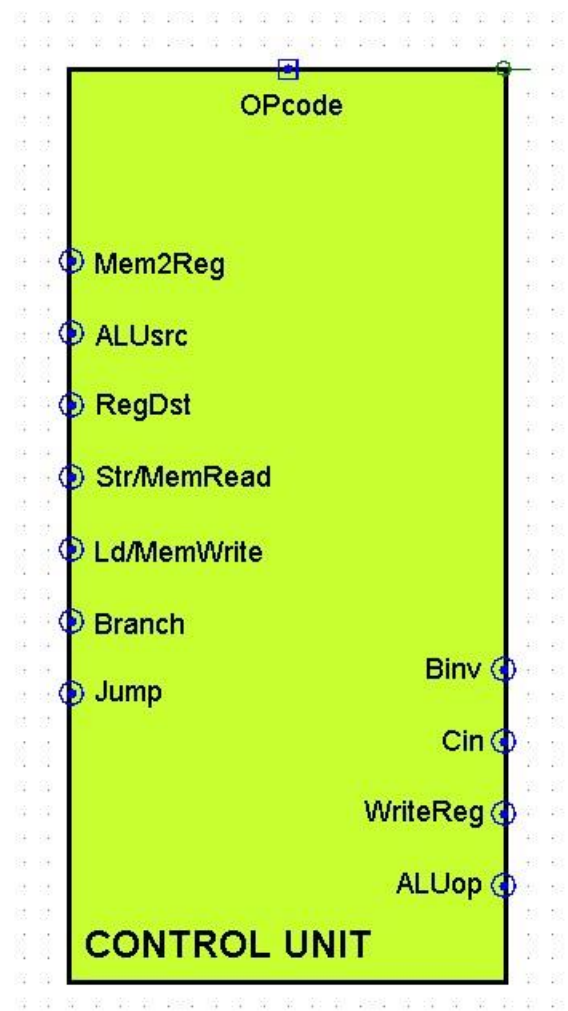 OPcode
Mem2Reg
ALUsrc
RegDst
Str/MemRead
Ld/MemWrite
Branch
Binv
Jump
Cin
WriteReg
ALUop
CONTROL UNIT